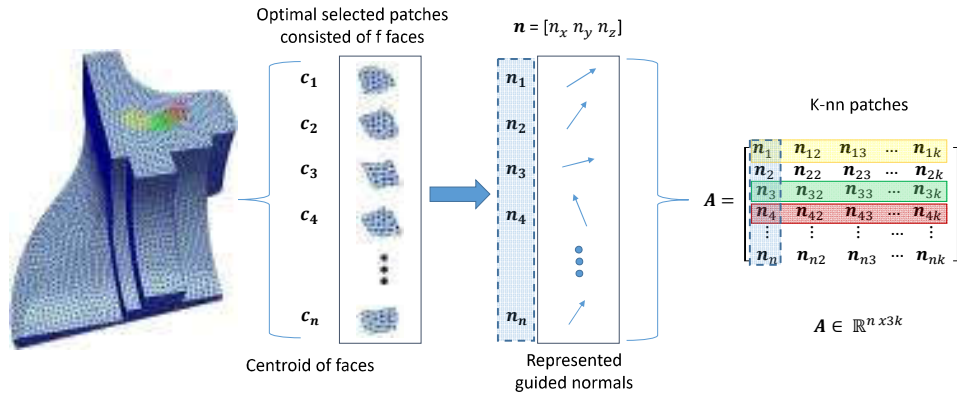 Optimal selected patches
consisted of f faces
c₁
c₂
c₃
c₄
cₙ
Centroid of faces
n = [nₓ n_y n_z]
n₁
n₂
n₃
n₄
nₙ
Represented
guided normals
K-nn patches
A =
n₁ n₁₂ n₁₃ ... n₁ₖ
n₂ n₂₂ n₂₃ ... n₂ₖ
n₃ n₃₂ n₃₃ ... n₃ₖ
n₄ n₄₂ n₄₃ ... n₄ₖ
⋮ ⋮ ⋮ ⋱ ⋮
nₙ nₙ₂ nₙ₃ ... nₙₖ
A ∈ ℝⁿ ˣ³ᵏ